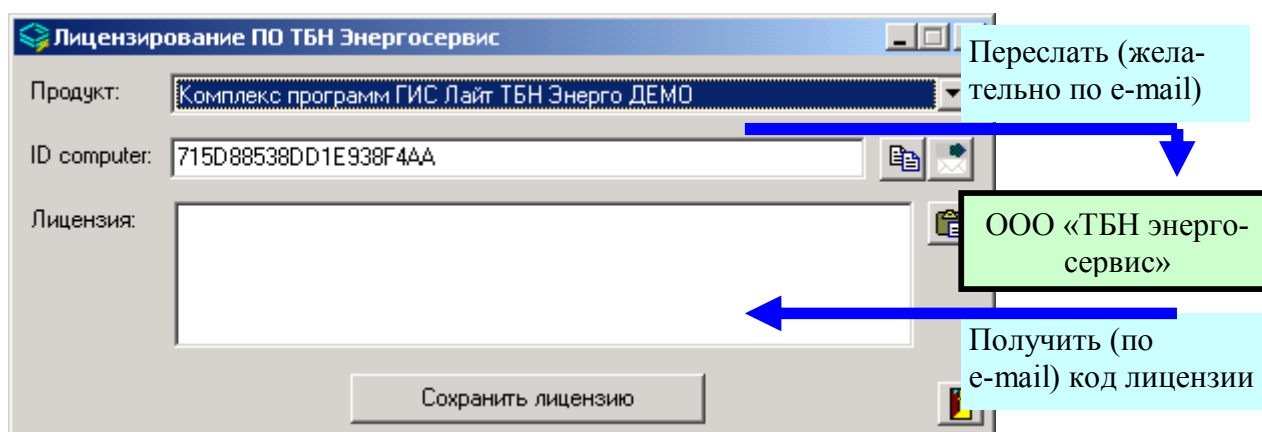 Лицензирование ПО ТБН Энергосервис
Переслать (жела-
тельно по e-mail)
Продукт:
Комплекс программ ГИС Лайт ТБН Энерго ДЕМО
ID computer:
715D88538DD1E938F4AA
Лицензия:
ООО «ТБН энерго-
сервис»
Получить (по
e-mail) код лицензии
Сохранить лицензию